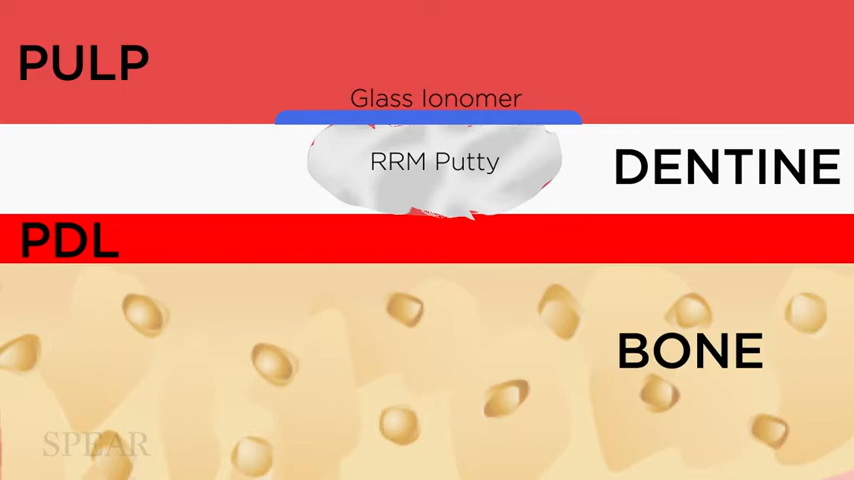 PULP
Glass Ionomer
RRM Putty
DENTINE
PDL
BONE
SPEAR